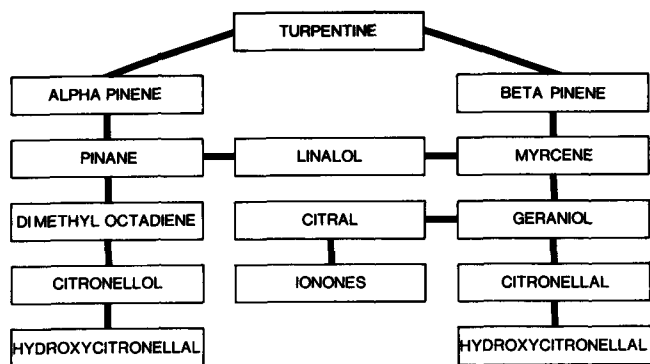 TURPENTINE
ALPHA PINENE
BETA PINENE
PINANE
LINALOL
MYRCENE
DIMETHYL OCTADIENE
CITRAL
GERANIOL
CITRONELLOL
IONONES
CITRONELLAL
HYDROXYCITRONELLAL
HYDROXYCITRONELLAL